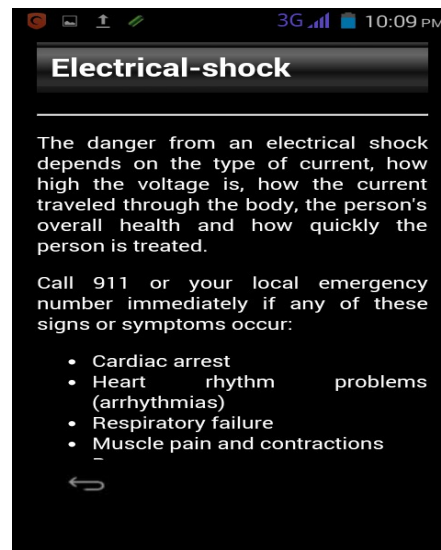 3G 10:09 PM
Electrical-shock
The danger from an electrical shock
depends on the type of current, how
high the voltage is, how the current
traveled through the body, the person's
overall health and how quickly the
person is treated.
Call 911 or your local emergency
number immediately if any of these
signs or symptoms occur:
• Cardiac arrest
• Heart rhythm problems
(arrhythmias)
• Respiratory failure
• Muscle pain and contractions